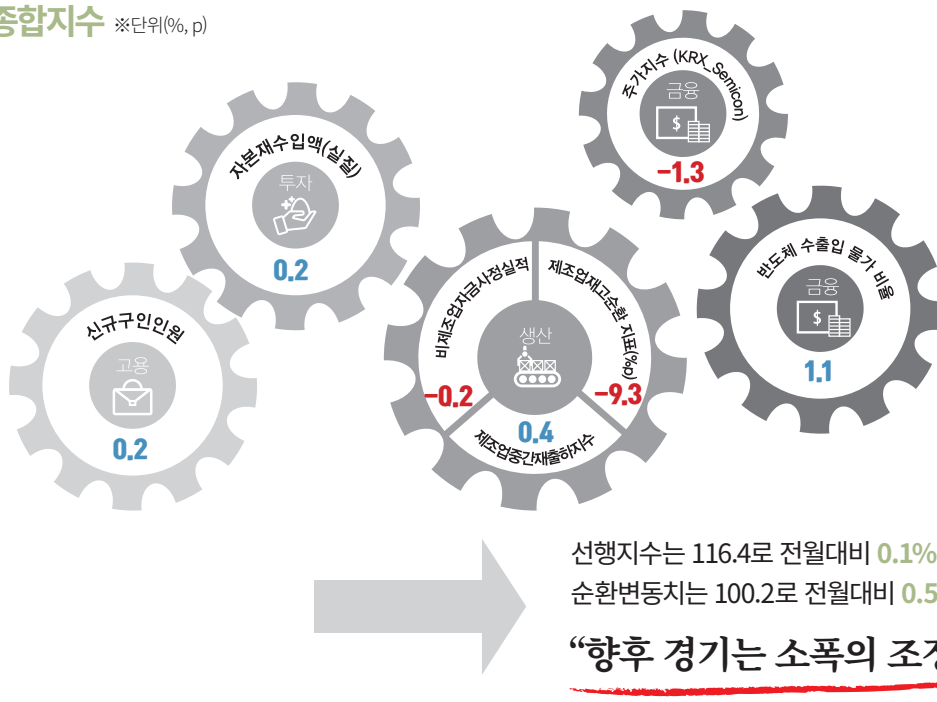 종합지수 ※단위(%, p)
주가지수 (KRX_Semicon)
금융
$
-1.3
자본재수입액(실질)
투자
0.2
반도체 수출입 물가 비율
금융
$
1.1
비제조업자금사정실적
제조업재고순환 지표(%p)
생산
-0.2
-9.3
0.4
제조업중간재출하지수
신규구인인원
고용
0.2
선행지수는 116.4로 전월대비 0.1%
순환변동치는 100.2로 전월대비 0.5
“향후 경기는 소폭의 조정